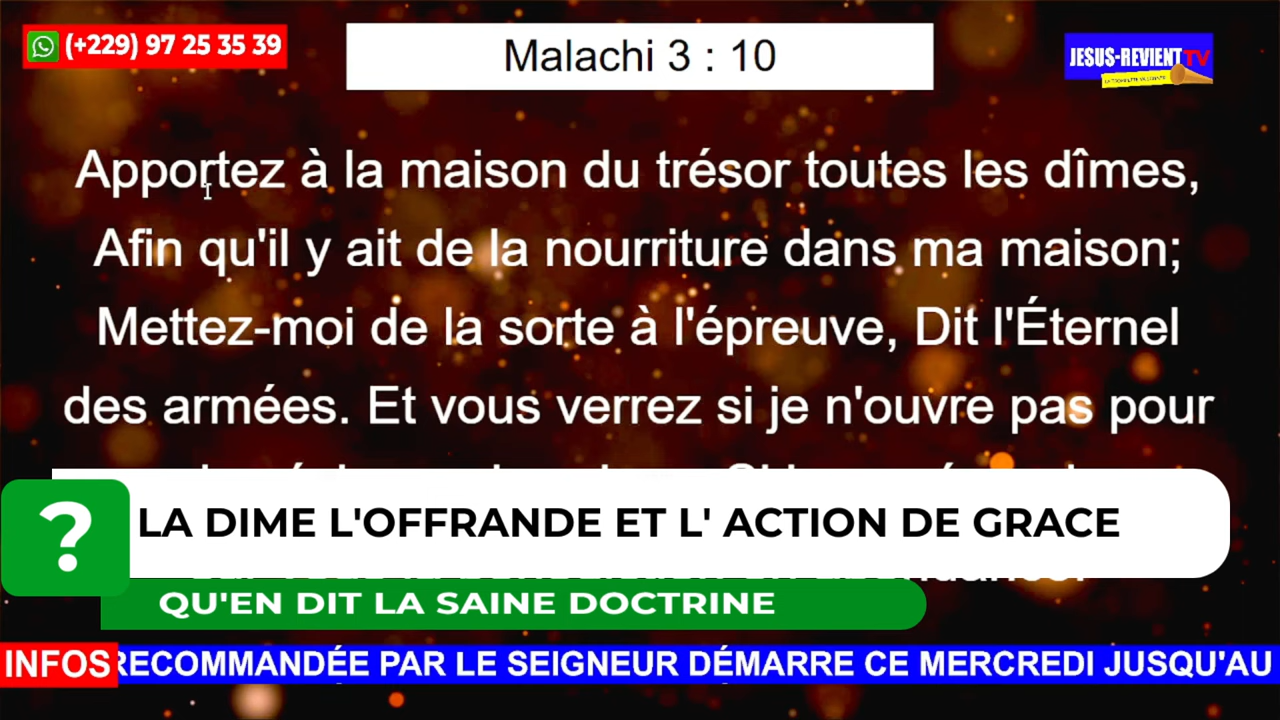 (+229) 97 25 35 39
Malachi 3 : 10
JESUS-REVIENT TV
Apportez à la maison du trésor toutes les dîmes,
Afin qu'il y ait de la nourriture dans ma maison;
Mettez-moi de la sorte à l'épreuve, Dit l'Éternel
des armées. Et vous verrez si je n'ouvre pas pour
?
LA DIME L'OFFRANDE ET L' ACTION DE GRACE
QU'EN DIT LA SAINE DOCTRINE
INFOS RECOMMANDÉE PAR LE SEIGNEUR DÉMARRE CE MERCREDI JUSQU'AU